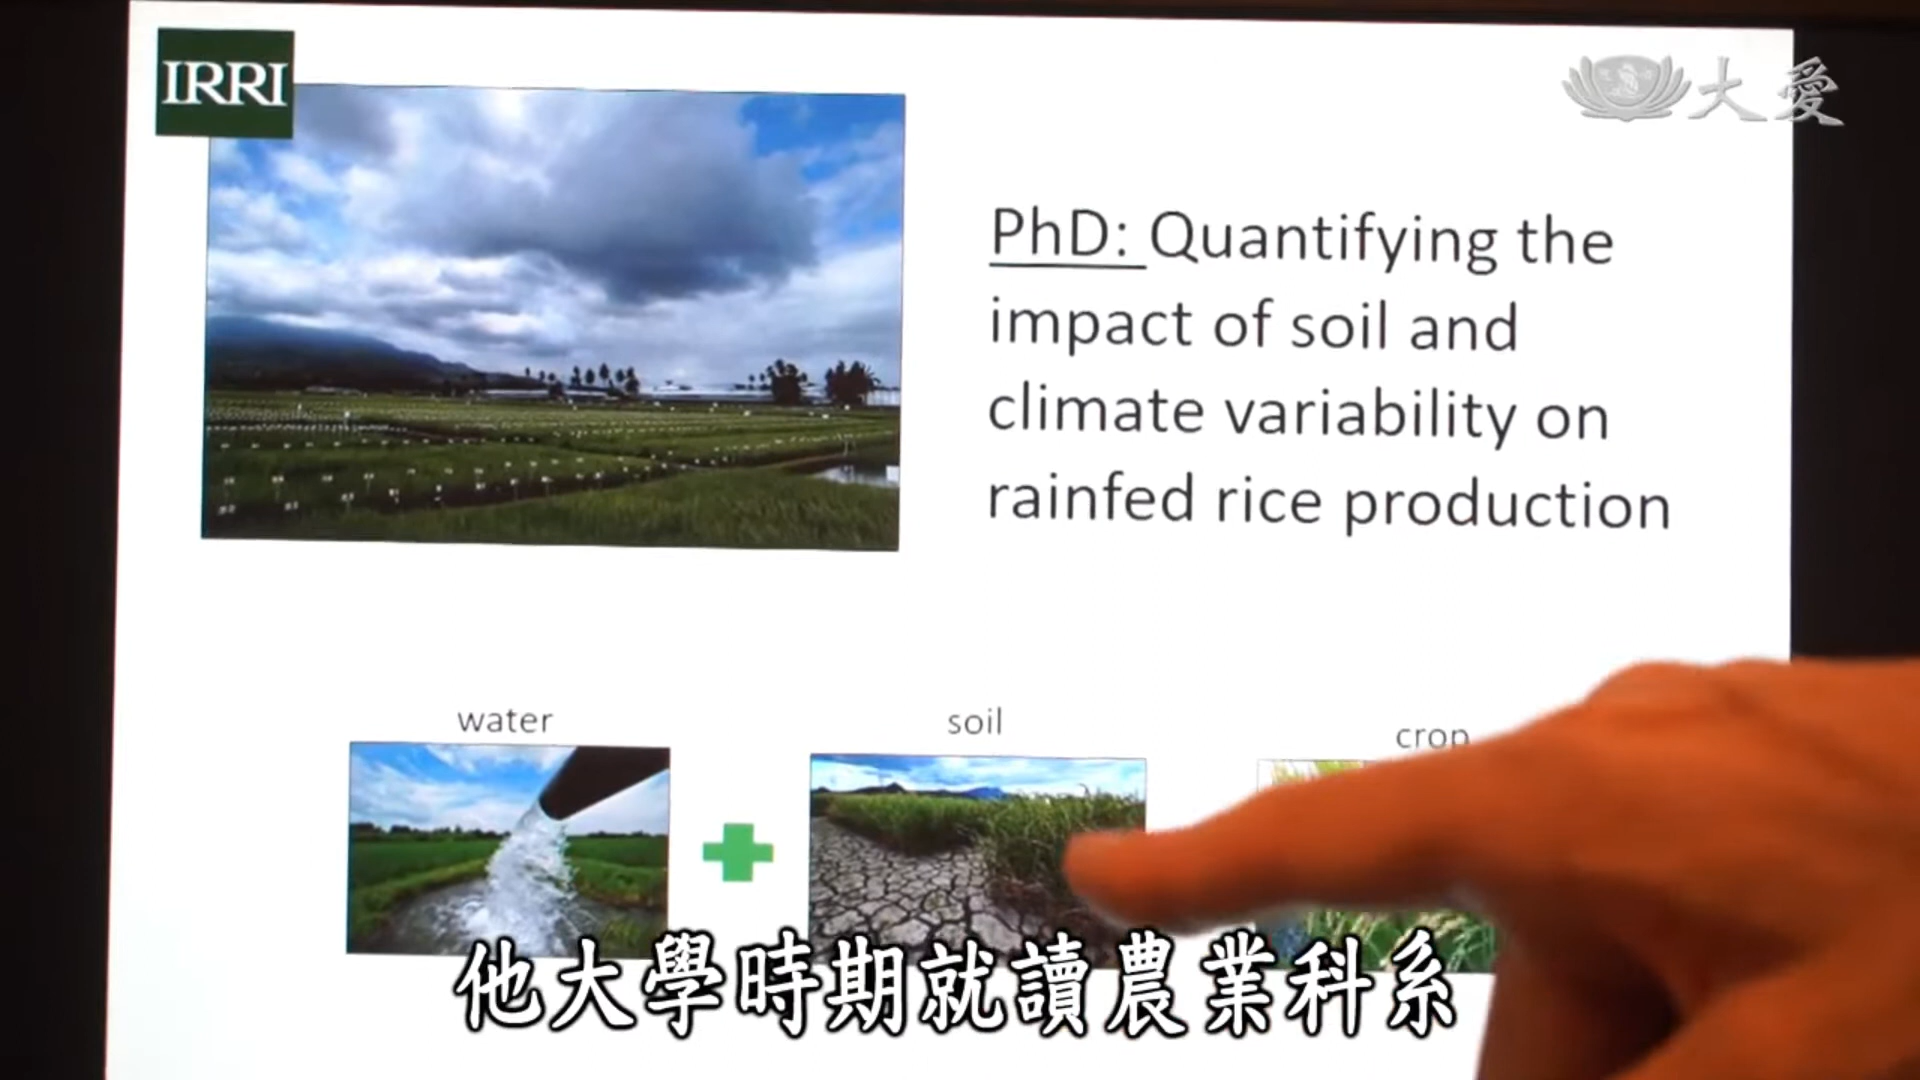 IRRI
大愛
PhD: Quantifying the
impact of soil and
climate variability on
rainfed rice production
water
soil
crop
他大學時期就讀農業科系